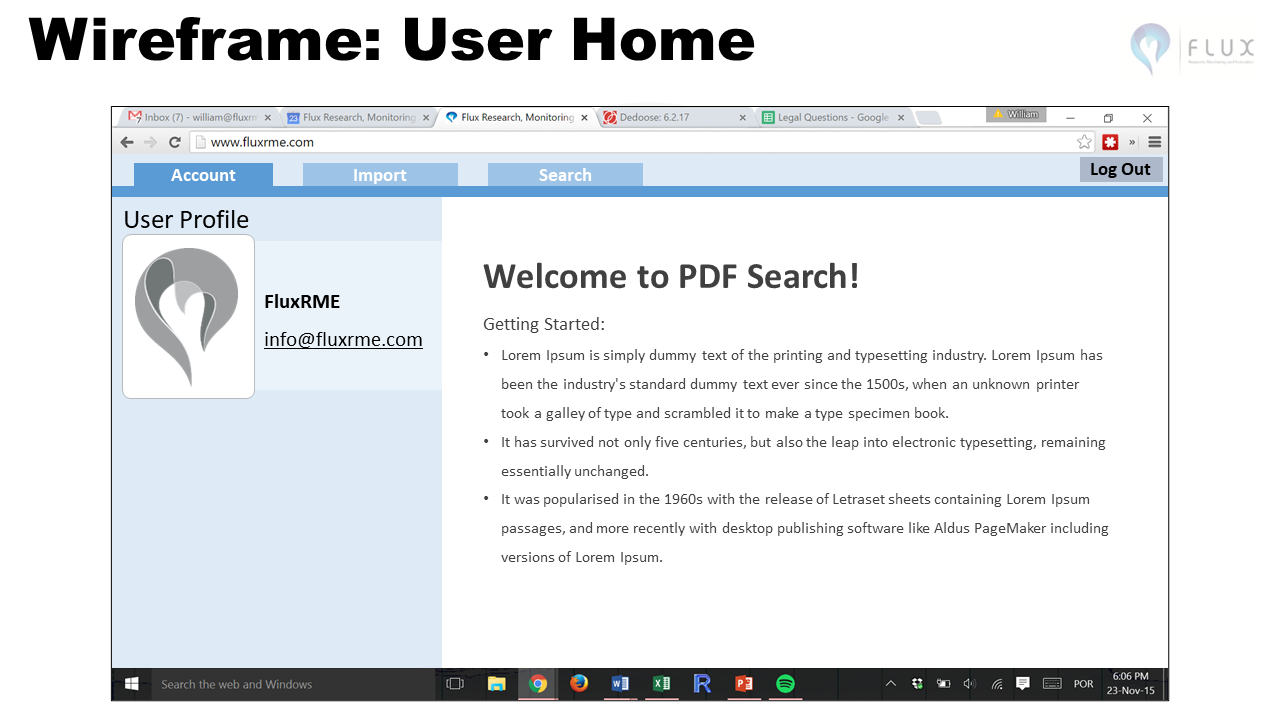 Wireframe: User Home
FLUX
Inbox (7) - william@fluxrm
Flux Research, Monitoring
Flux Research, Monitoring
Dedoose: 6.2.17
Legal Questions - Google
William
www.fluxrme.com
Account
Import
Search
Log Out
User Profile
FluxRME
info@fluxrme.com
Welcome to PDF Search!
Getting Started:
• Lorem Ipsum is simply dummy text of the printing and typesetting industry. Lorem Ipsum has
been the industry's standard dummy text ever since the 1500s, when an unknown printer
took a galley of type and scrambled it to make a type specimen book.
• It has survived not only five centuries, but also the leap into electronic typesetting, remaining
essentially unchanged.
• It was popularised in the 1960s with the release of Letraset sheets containing Lorem Ipsum
passages, and more recently with desktop publishing software like Aldus PageMaker including
versions of Lorem Ipsum.
Search the web and Windows
POR
6:06 PM
23-Nov-15